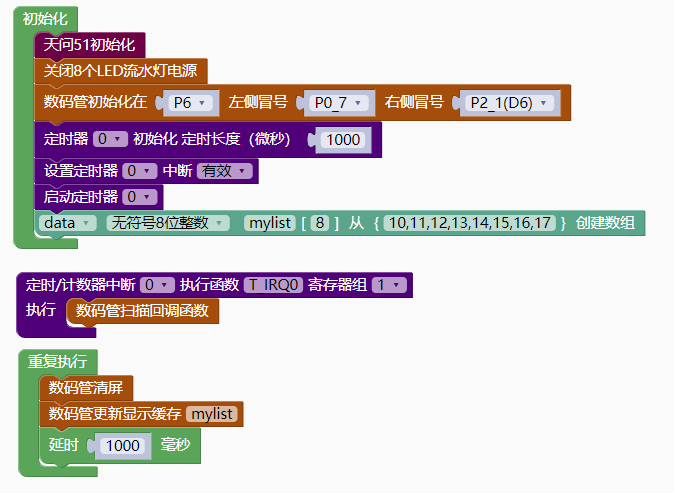 初始化
天问51初始化
关闭8个LED流水灯电源
数码管初始化在 P6 左侧冒号 P0_7 右侧冒号 P2_1(D6)
定时器 0 初始化 定时长度（微秒） 1000
设置定时器 0 中断 有效
启动定时器 0
data 无符号8位整数 mylist [ 8 ] 从 { 10,11,12,13,14,15,16,17 } 创建数组
定时/计数器中断 0 执行函数 T_IRQ0 寄存器组 1
执行 数码管扫描回调函数
重复执行
数码管清屏
数码管更新显示缓存 mylist
延时 1000 毫秒